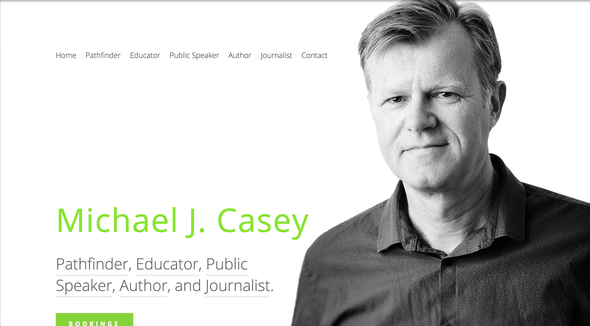 Home Pathfinder Educator Public Speaker Author Journalist Contact
Michael J. Casey
Pathfinder, Educator, Public
Speaker, Author, and Journalist.
BOOKINGS